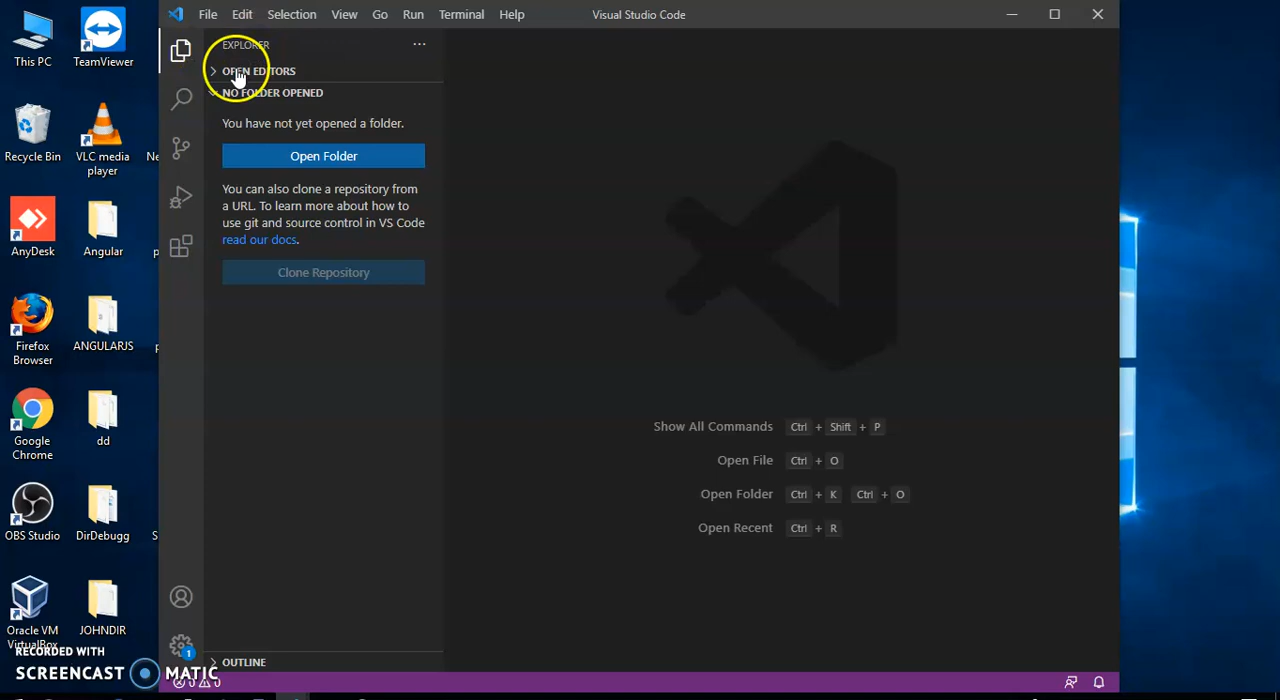 File Edit Selection View Go Run Terminal Help Visual Studio Code
EXPLORER
OPEN EDITORS
NO FOLDER OPENED
You have not yet opened a folder.
Open Folder
You can also clone a repository from
a URL. To learn more about how to
use git and source control in VS Code
read our docs.
Clone Repository
Show All Commands Ctrl + Shift + P
Open File Ctrl + O
Open Folder Ctrl + K Ctrl + O
Open Recent Ctrl + R
OUTLINE
1
This PC
TeamViewer
Recycle Bin
VLC media
player
Ne
AnyDesk
Angular
p
Firefox
Browser
ANGULARJS
p
Google
Chrome
dd
OBS Studio
DirDebugg
S
Oracle VM
VirtualBox
JOHNDIR
RECORDED WITH
SCREENCAST MATIC